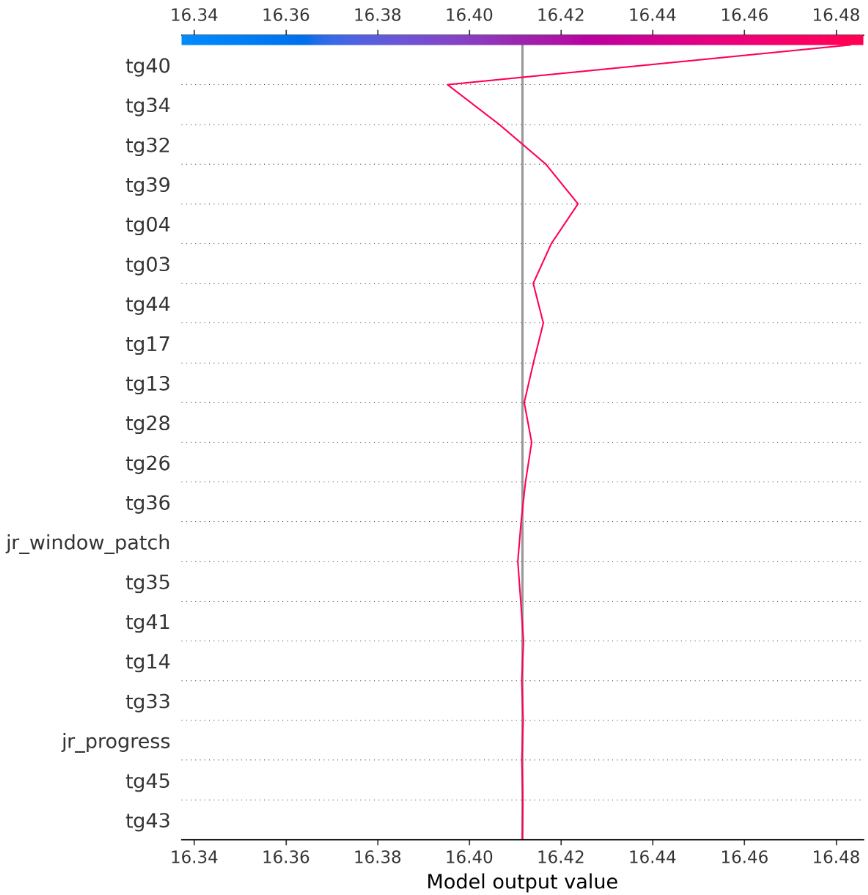 16.34 16.36 16.38 16.40 16.42 16.44 16.46 16.48
tg40
tg34
tg32
tg39
tg04
tg03
tg44
tg17
tg13
tg28
tg26
tg36
jr_window_patch
tg35
tg41
tg14
tg33
jr_progress
tg45
tg43
16.34 16.36 16.38 16.40 16.42 16.44 16.46 16.48
Model output value